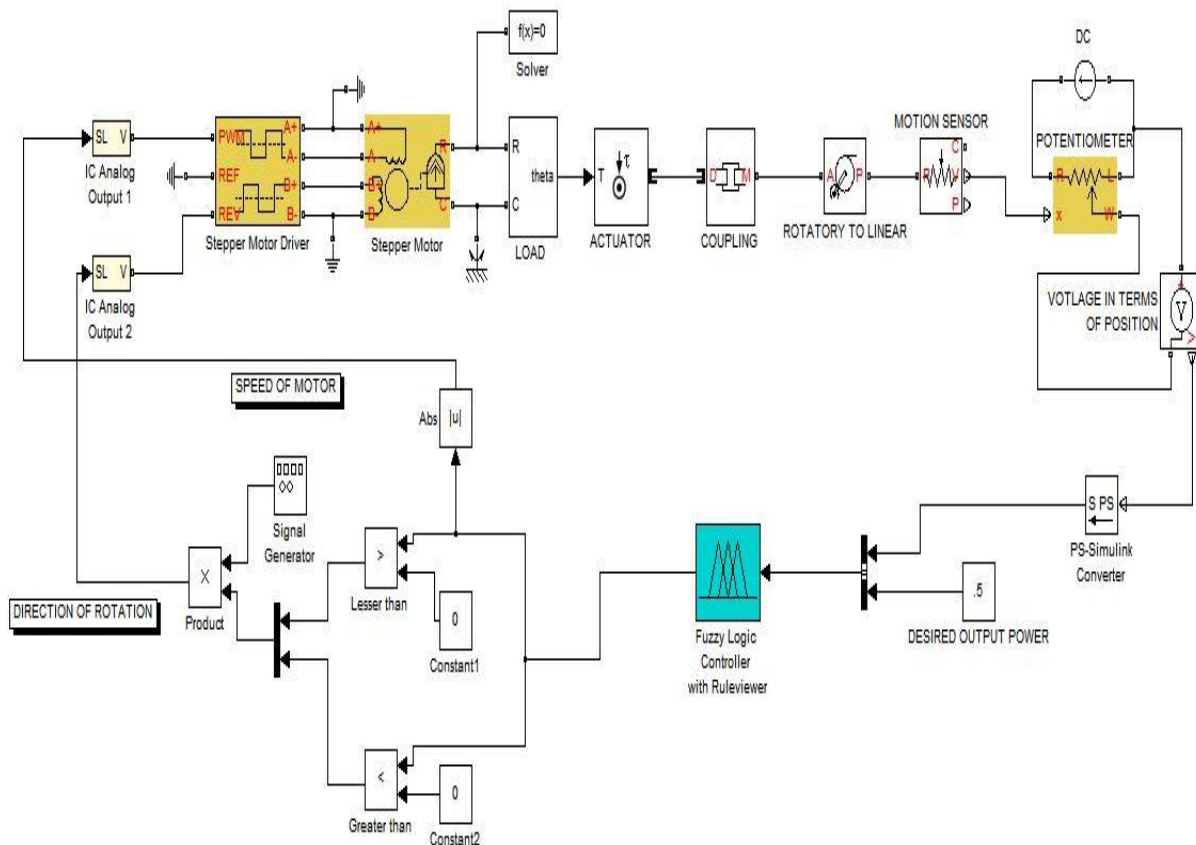 DC
f(x)=0
Solver
MOTION SENSOR
POTENTIOMETER
SL V
IC Analog
Output 1
PWM
REF
REV
A+
A-
B+
B-
Stepper Motor Driver
A+
A-
B+
B-
R
C
Stepper Motor
R
C
theta
LOAD
T
τ
ACTUATOR
D M
COUPLING
A P
ROTATORY TO LINEAR
R
C
V
P
R L
x W
SL V
IC Analog
Output 2
VOTLAGE IN TERMS
OF POSITION
+
V
V
-
SPEED OF MOTOR
Abs
|u|
Signal
Generator
>
Lesser than
0
Constant1
X
Product
DIRECTION OF ROTATION
Fuzzy Logic
Controller
with Ruleviewer
S PS
PS-Simulink
Converter
.5
DESIRED OUTPUT POWER
<
Greater than
0
Constant2